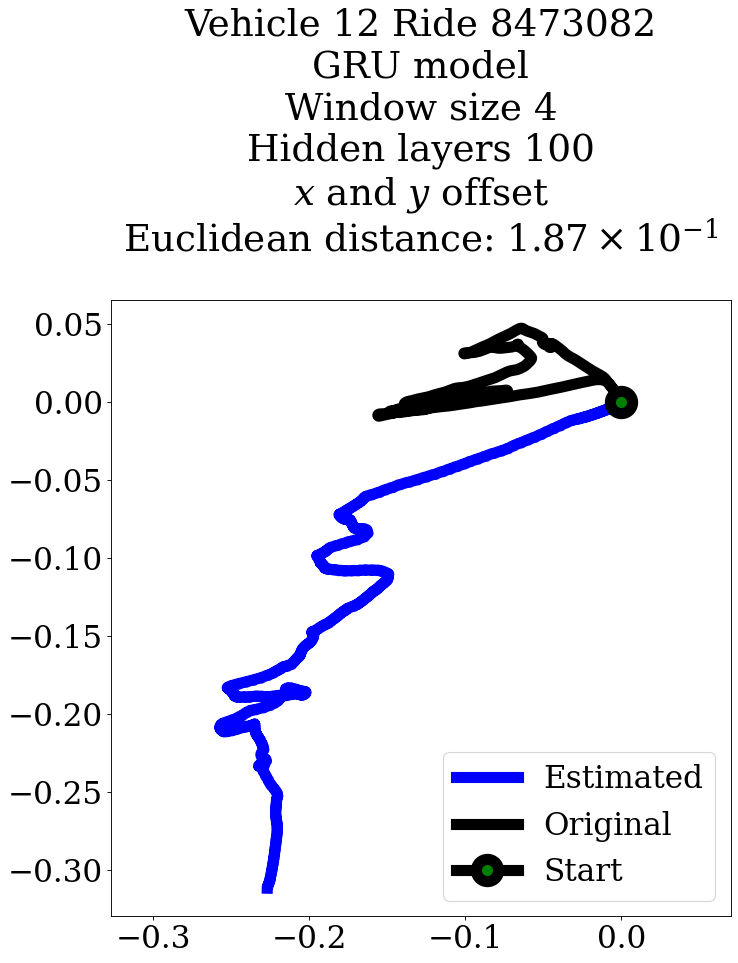 Vehicle 12 Ride 8473082
GRU model
Window size 4
Hidden layers 100
x and y offset
Euclidean distance: 1.87 × 10⁻¹
0.05
0.00
−0.05
−0.10
−0.15
−0.20
−0.25
−0.30
Estimated
Original
Start
−0.3 −0.2 −0.1 0.0